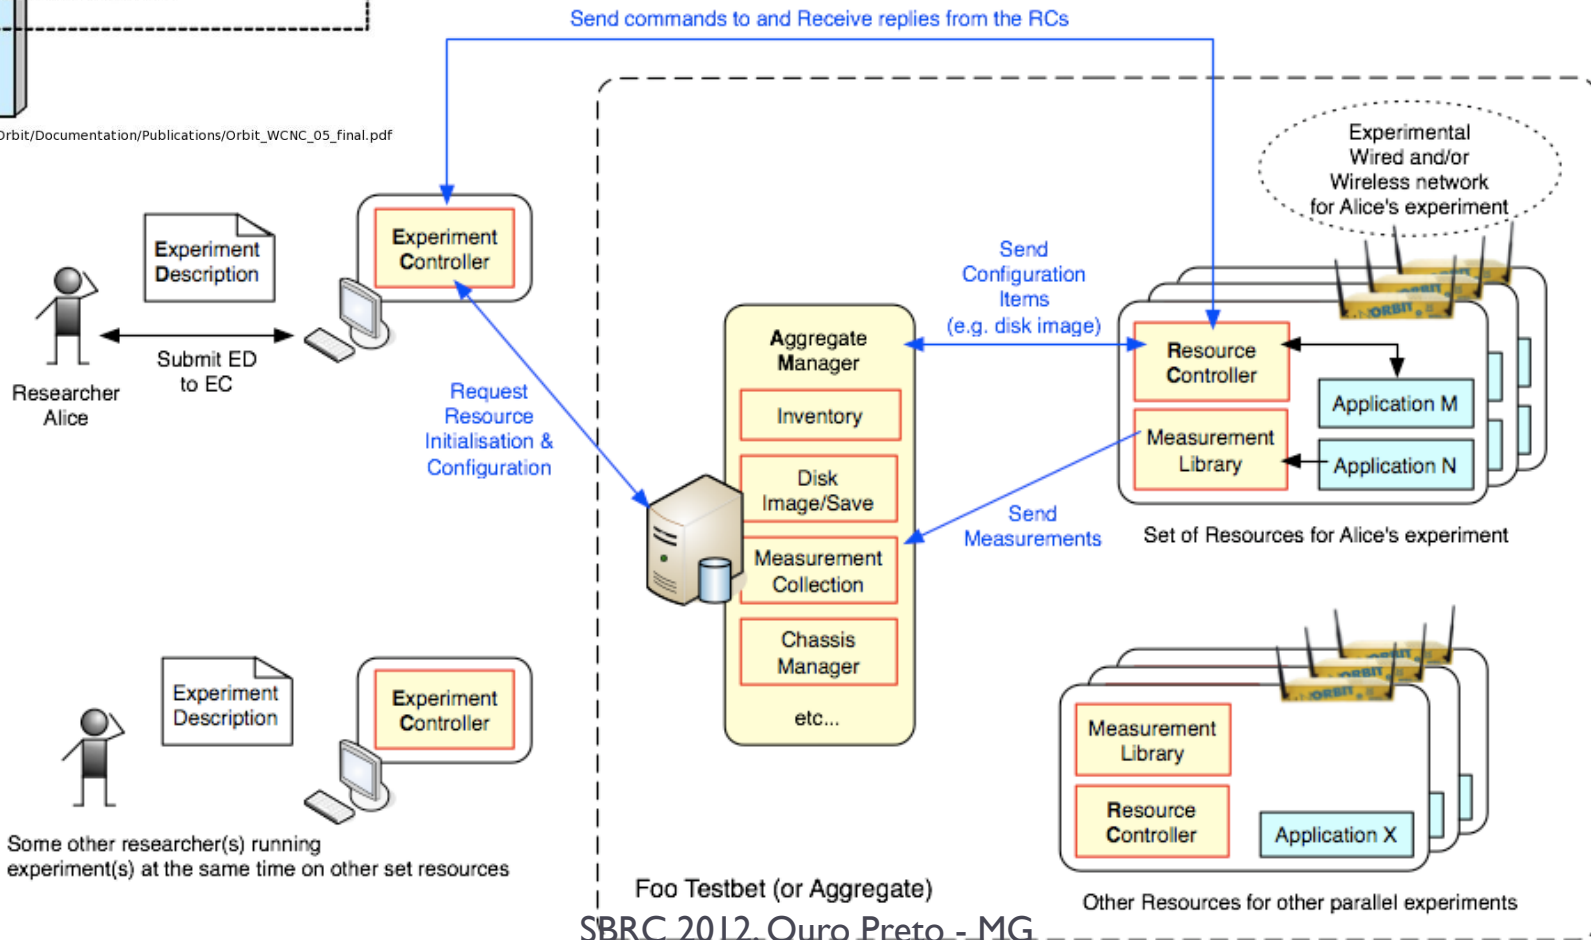 Send commands to and Receive replies from the RCs
Orbit/Documentation/Publications/Orbit_WCNC_05_final.pdf
Experimental
Wired and/or
Wireless network
for Alice's experiment
Experiment
Description
Experiment
Controller
Submit ED
to EC
Researcher
Alice
Request
Resource
Initialisation &
Configuration
Send
Configuration
Items
(e.g. disk image)
Aggregate
Manager
Inventory
Disk
Image/Save
Measurement
Collection
Chassis
Manager
etc...
ORBIT
Resource
Controller
Application M
Measurement
Library
Application N
Send
Measurements
Set of Resources for Alice's experiment
Experiment
Description
Experiment
Controller
Some other researcher(s) running
experiment(s) at the same time on other set resources
ORBIT
Measurement
Library
Resource
Controller
Application X
Other Resources for other parallel experiments
Foo Testbet (or Aggregate)
SBRC 2012, Ouro Preto - MG